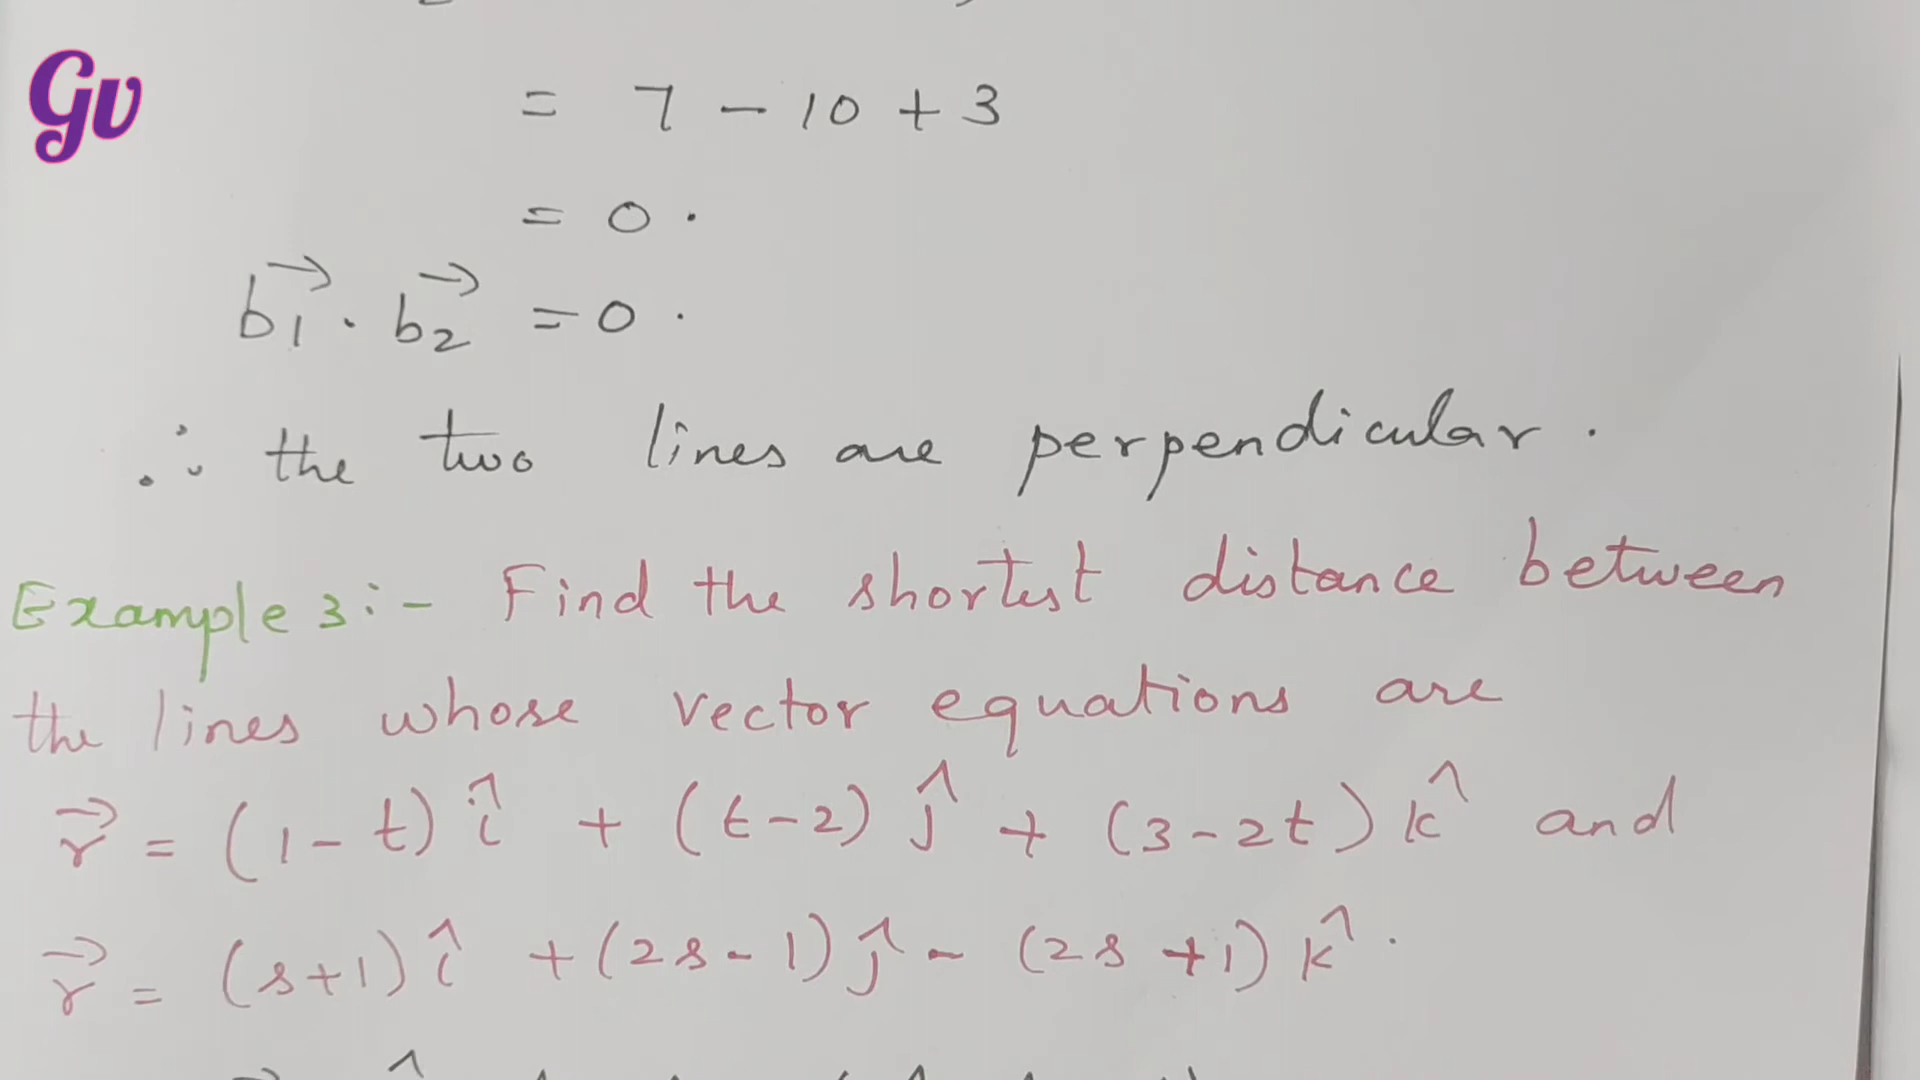 Gv
= 7 - 10 + 3
= 0 .
b₁⃗ . b₂⃗ = 0 .
∴ the two lines are perpendicular .
Example 3 :- Find the shortest distance between
the lines whose vector equations are
r⃗ = (1 - t) î + (t - 2) ĵ + (3 - 2t) k̂ and
r⃗ = (s + 1) î + (2s - 1) ĵ - (2s + 1) k̂ .